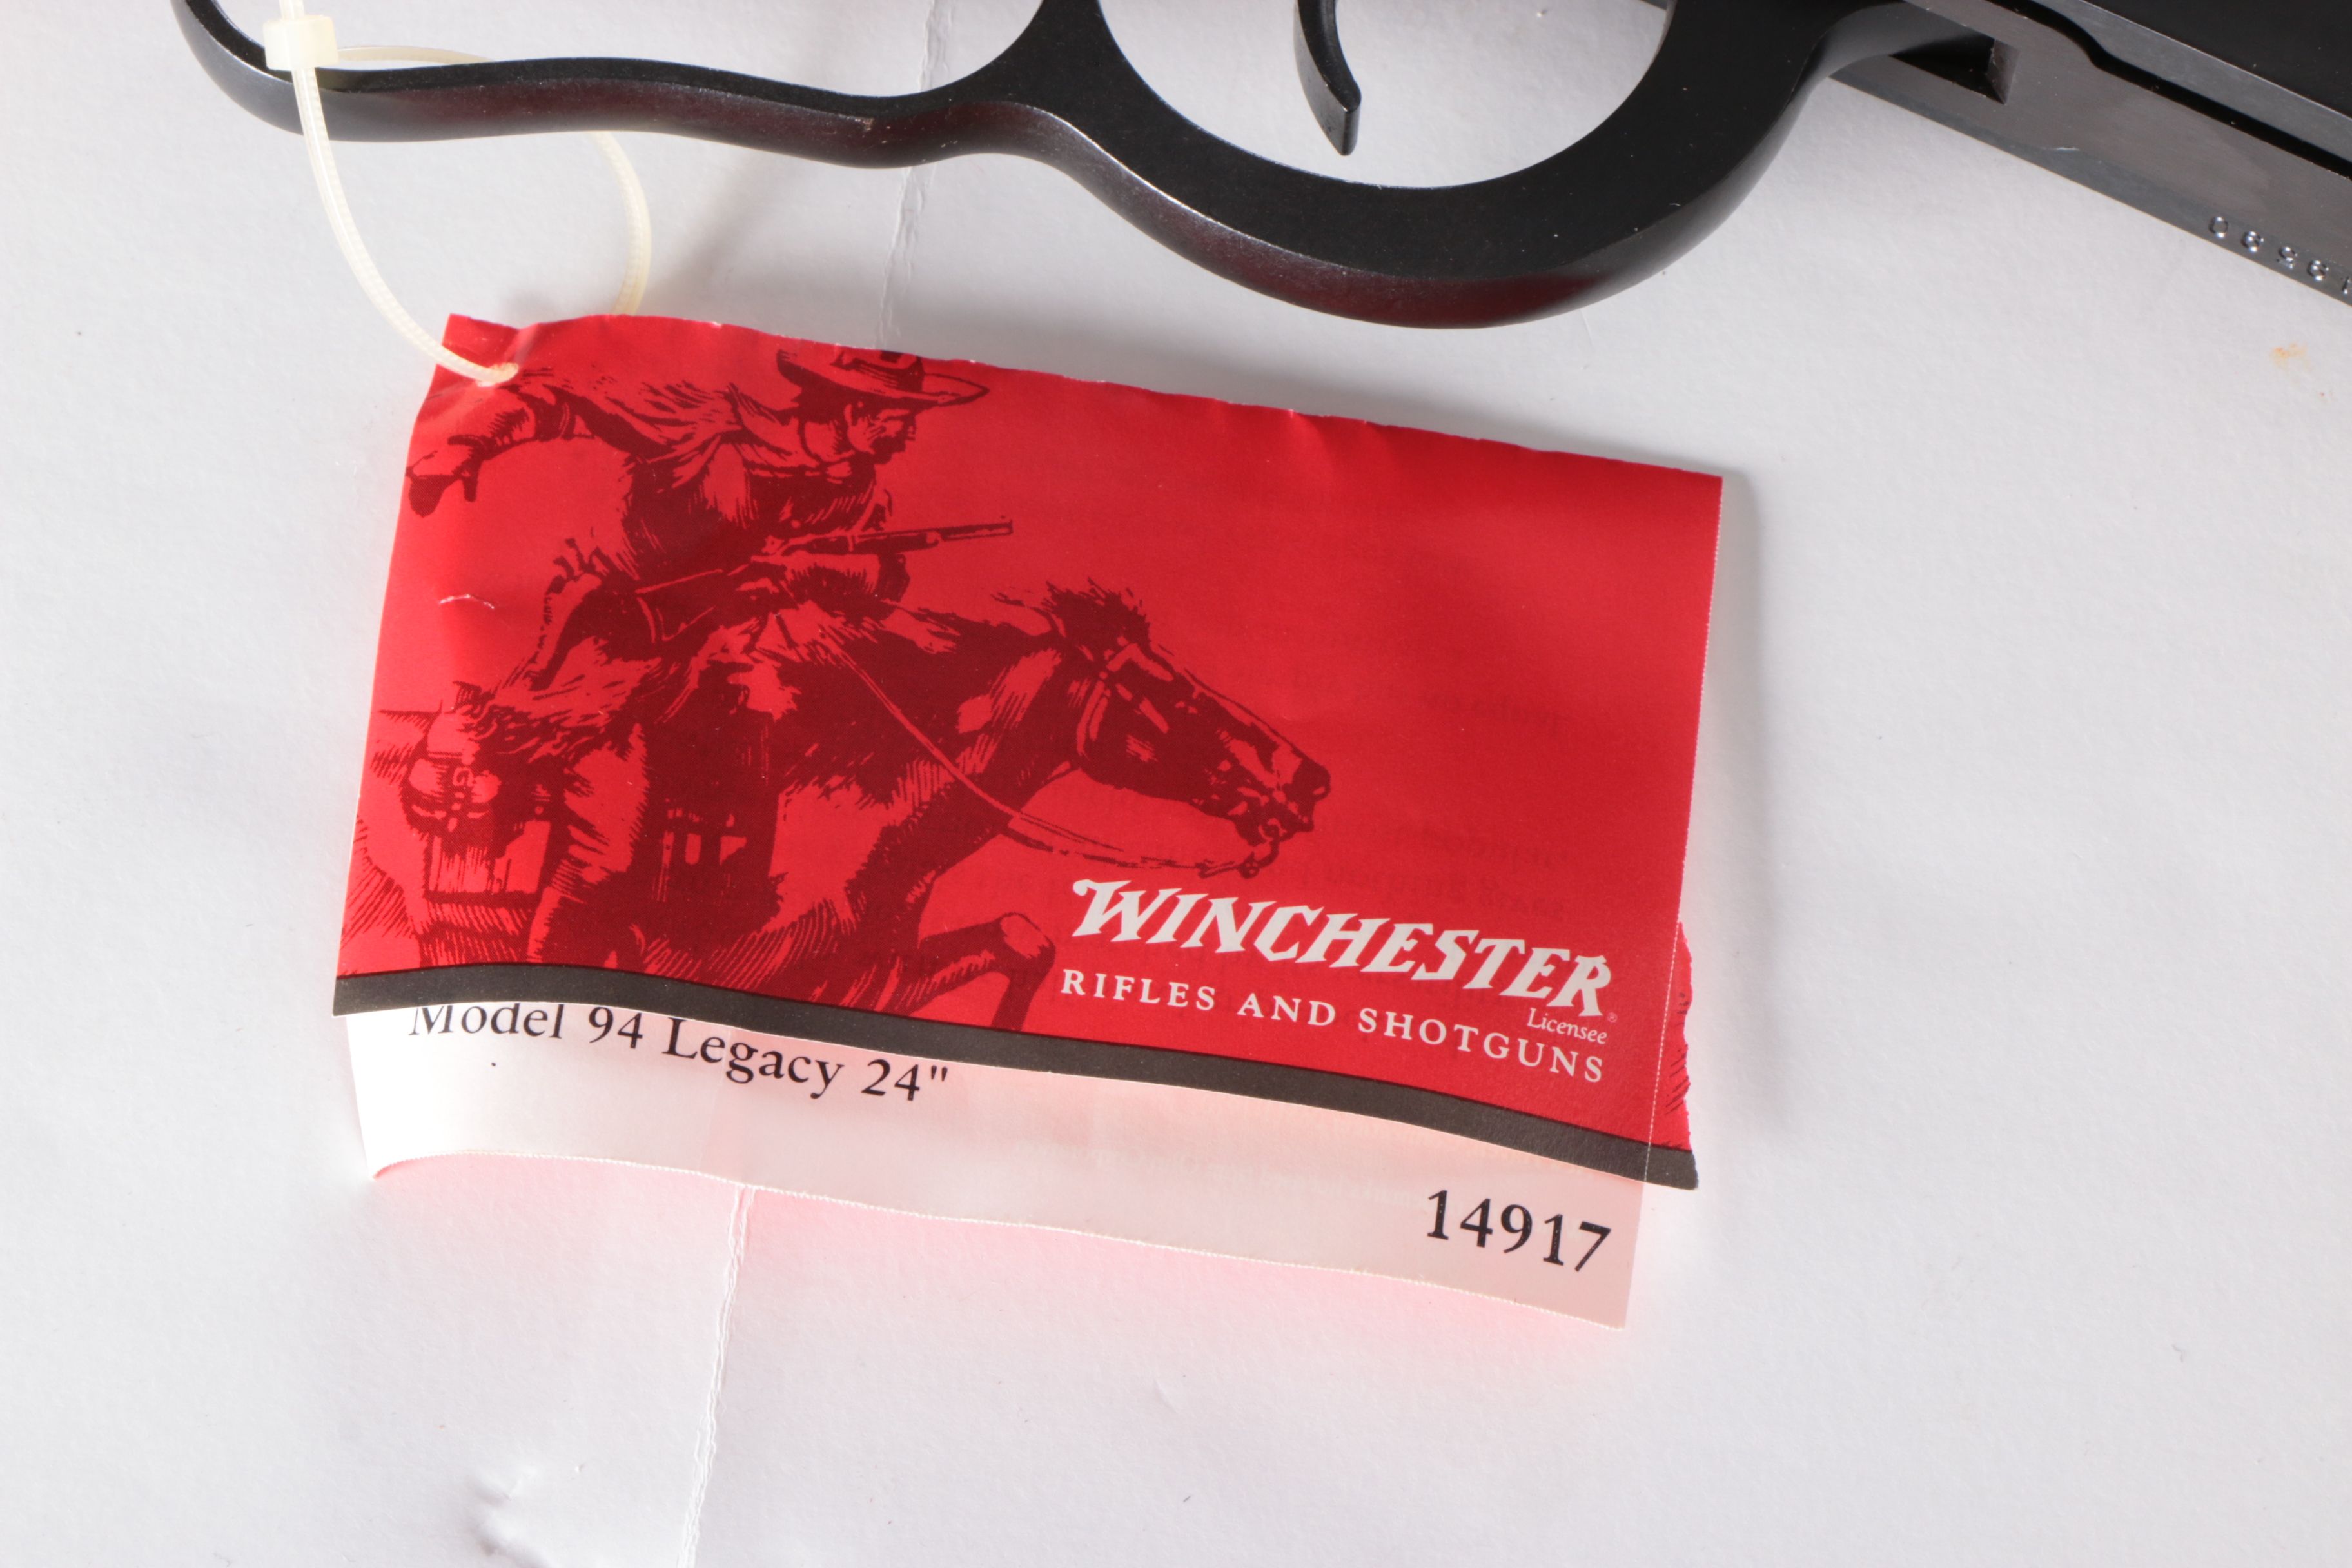 WINCHESTER®
Licensee
RIFLES AND SHOTGUNS
Model 94 Legacy 24"
14917